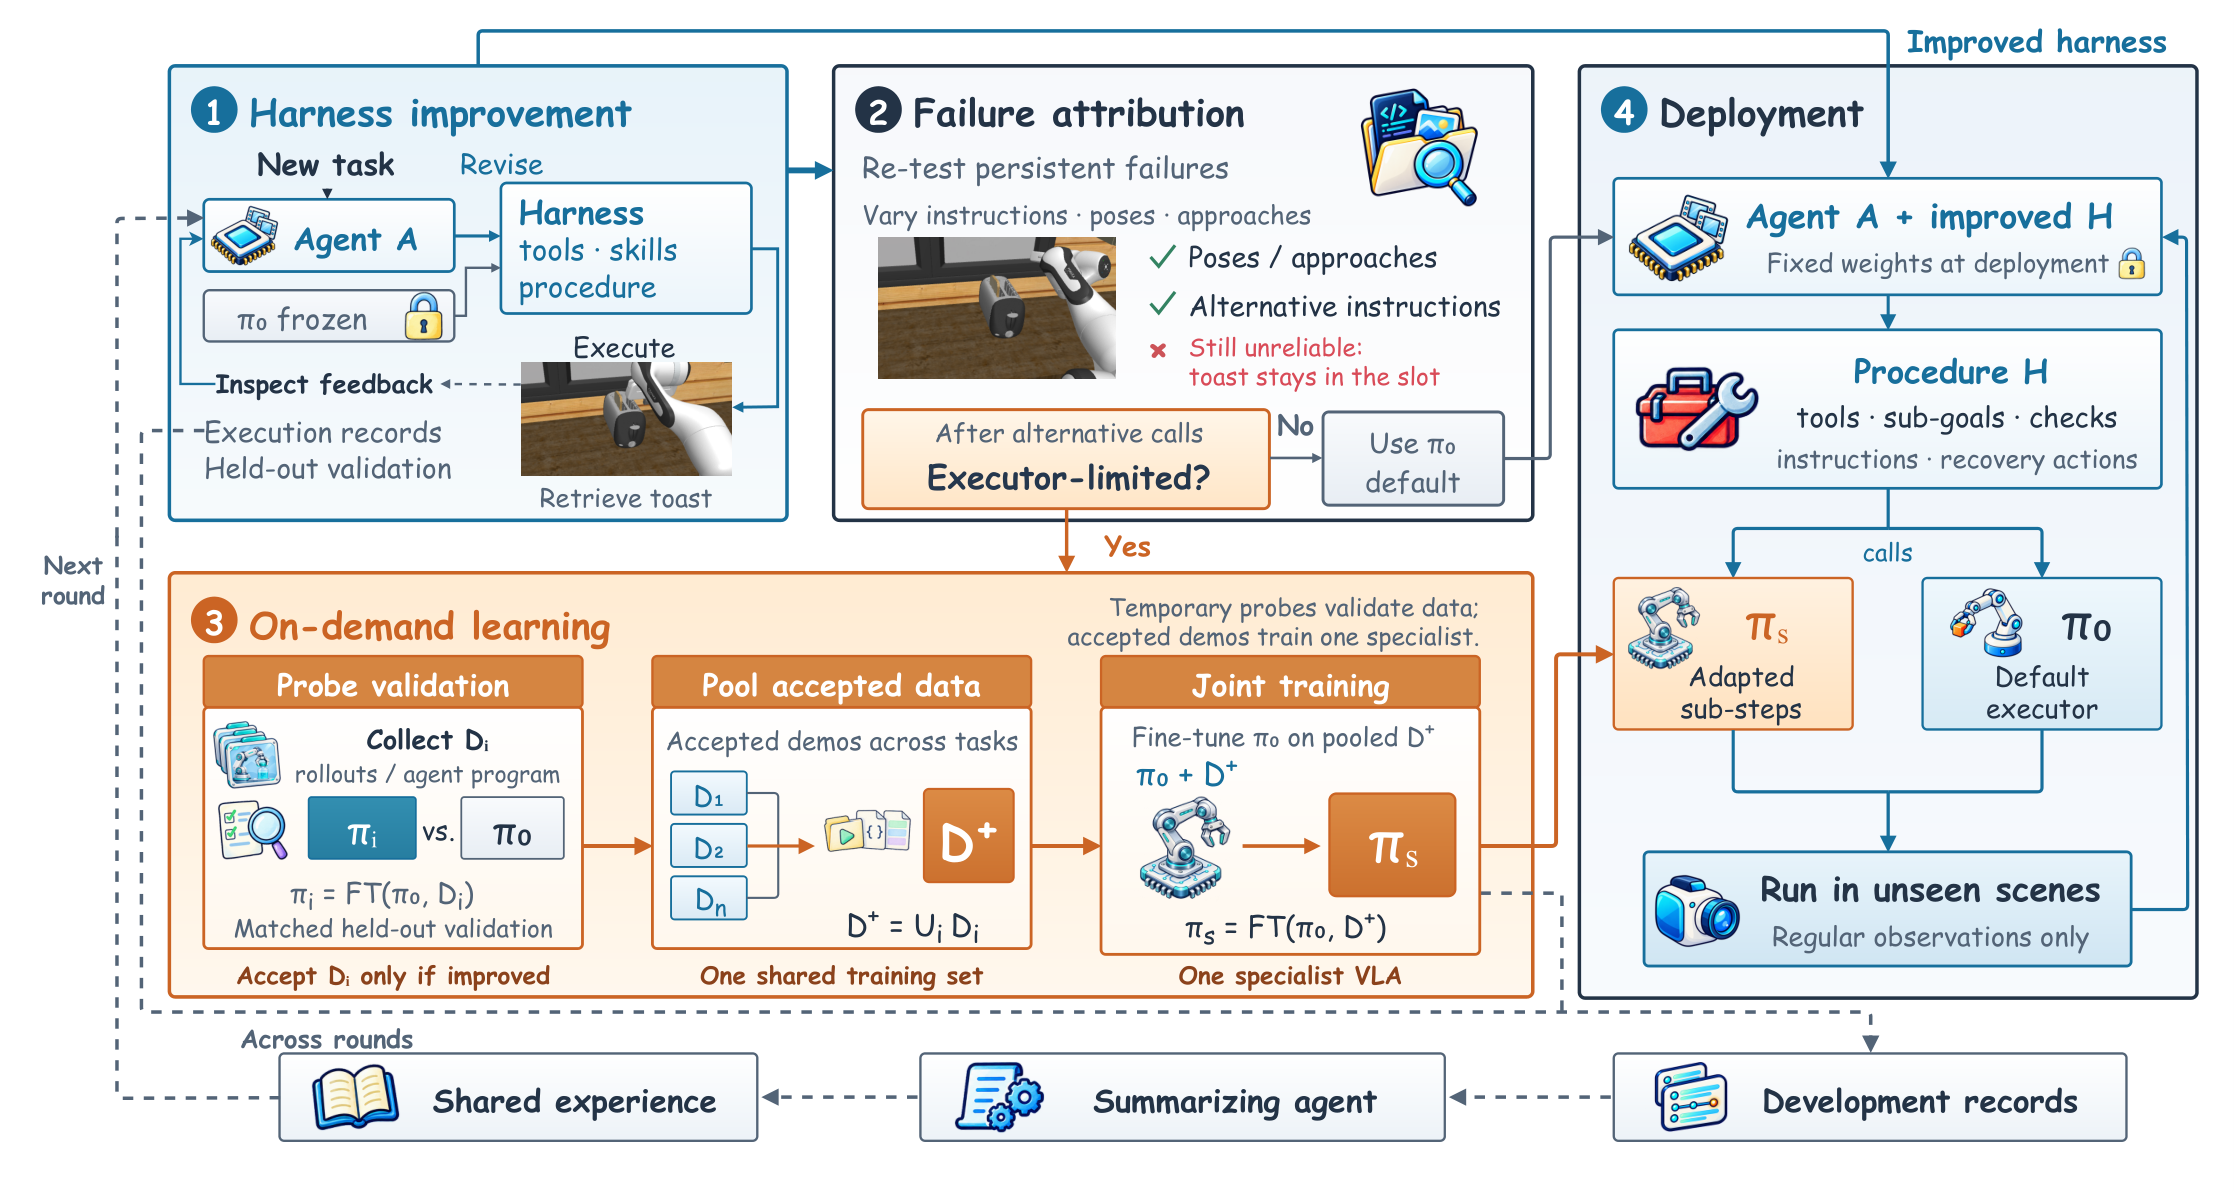 Improved harness
1 Harness improvement
New task
Revise
Agent A
Harness
tools · skills
procedure
π₀ frozen
Execute
Inspect feedback
Execution records
Held-out validation
Retrieve toast
2 Failure attribution
Re-test persistent failures
Vary instructions · poses · approaches
✓ Poses / approaches
✓ Alternative instructions
✗ Still unreliable:
toast stays in the slot
After alternative calls
Executor-limited?
No
Use π₀
default
Yes
Next
round
3 On-demand learning
Temporary probes validate data;
accepted demos train one specialist.
Probe validation
Collect Dᵢ
rollouts / agent program
πᵢ vs. π₀
πᵢ = FT(π₀, Dᵢ)
Matched held-out validation
Accept Dᵢ only if improved
Pool accepted data
Accepted demos across tasks
D₁
D₂
Dₙ
D⁺
D⁺ = ∪ᵢ Dᵢ
One shared training set
Joint training
Fine-tune π₀ on pooled D⁺
π₀ + D⁺
πₛ
πₛ = FT(π₀, D⁺)
One specialist VLA
4 Deployment
Agent A + improved H
Fixed weights at deployment
Procedure H
tools · sub-goals · checks
instructions · recovery actions
calls
πₛ
Adapted
sub-steps
π₀
Default
executor
Run in unseen scenes
Regular observations only
Across rounds
Shared experience
Summarizing agent
Development records